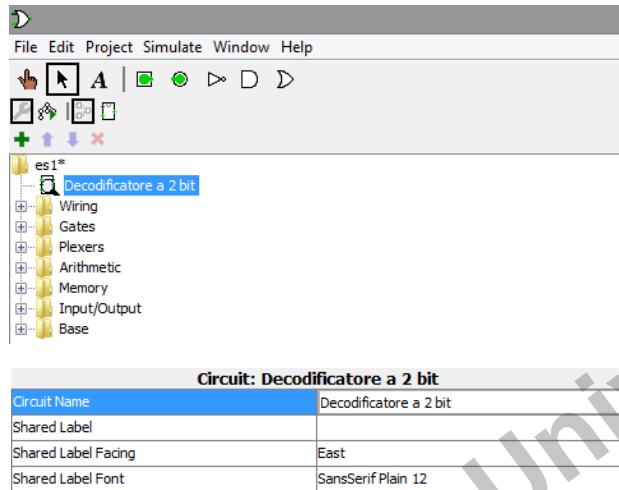 File Edit Project Simulate Window Help
A
es1*
Decodificatore a 2 bit
Wiring
Gates
Plexers
Arithmetic
Memory
Input/Output
Base
Circuit: Decodificatore a 2 bit
Circuit Name Decodificatore a 2 bit
Shared Label
Shared Label Facing East
Shared Label Font SansSerif Plain 12
Uni